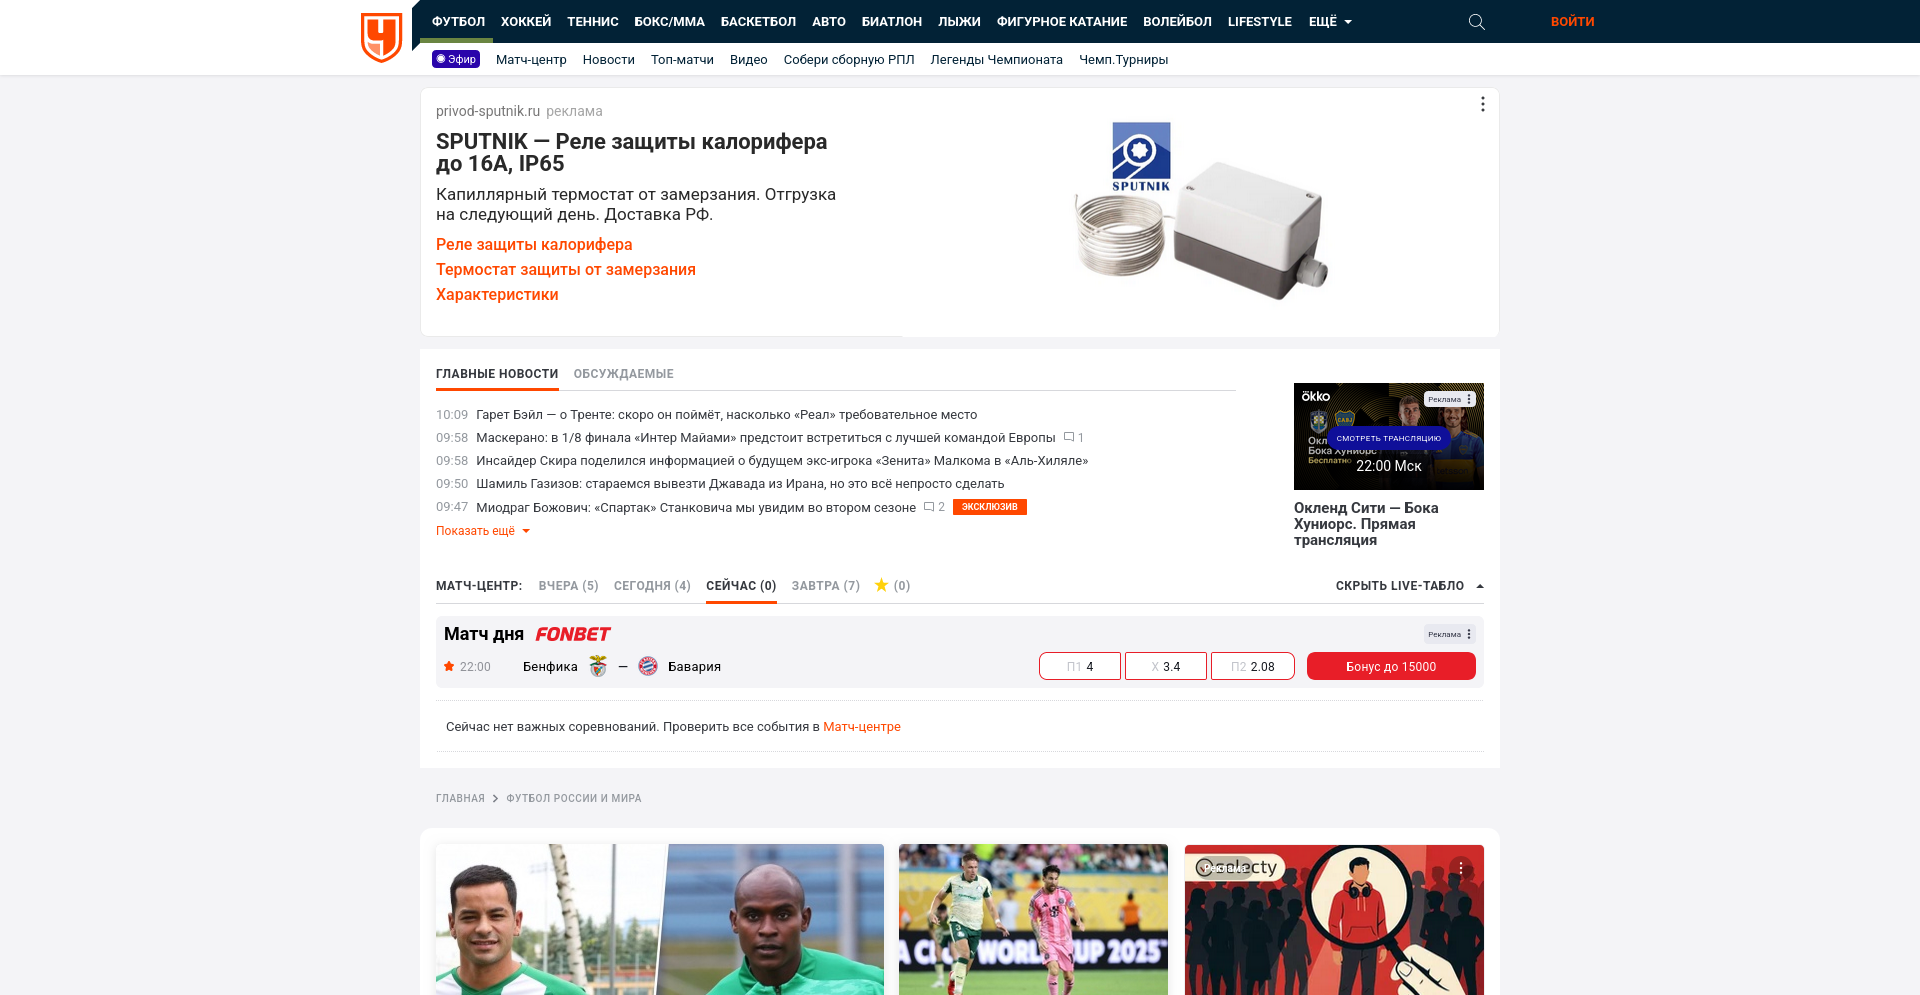 Ч
ФУТБОЛ ХОККЕЙ ТЕННИС БОКС/ММА БАСКЕТБОЛ АВТО БИАТЛОН ЛЫЖИ ФИГУРНОЕ КАТАНИЕ ВОЛЕЙБОЛ LIFESTYLE ЕЩЁ ВОЙТИ
Эфир Матч-центр Новости Топ-матчи Видео Собери сборную РПЛ Легенды Чемпионата Чемп.Турниры
privod-sputnik.ru реклама
SPUTNIK — Реле защиты калорифера
до 16А, IP65
Капиллярный термостат от замерзания. Отгрузка
на следующий день. Доставка РФ.
Реле защиты калорифера
Термостат защиты от замерзания
Характеристики
SPUTNIK
ГЛАВНЫЕ НОВОСТИ ОБСУЖДАЕМЫЕ
10:09 Гарет Бэйл — о Тренте: скоро он поймёт, насколько «Реал» требовательное место
09:58 Маскерано: в 1/8 финала «Интер Майами» предстоит встретиться с лучшей командой Европы 1
09:58 Инсайдер Скира поделился информацией о будущем экс-игрока «Зенита» Малкома в «Аль-Хиляле»
09:50 Шамиль Газизов: стараемся вывезти Джавада из Ирана, но это всё непросто сделать
09:47 Миодраг Божович: «Спартак» Станковича мы увидим во втором сезоне 2 ЭКСКЛЮЗИВ
Показать ещё
okko
Реклама
СМОТРЕТЬ ТРАНСЛЯЦИЮ
Бока Хуниорс
Бесплатно
22:00 Мск
Окленд Сити — Бока
Хуниорс. Прямая
трансляция
МАТЧ-ЦЕНТР: ВЧЕРА (5) СЕГОДНЯ (4) СЕЙЧАС (0) ЗАВТРА (7) (0) СКРЫТЬ LIVE-ТАБЛО
Матч дня FONBET Реклама
22:00 Бенфика — Бавария П1 4 X 3.4 П2 2.08 Бонус до 15000
Сейчас нет важных соревнований. Проверить все события в Матч-центре
ГЛАВНАЯ ФУТБОЛ РОССИИ И МИРА
WORLD CUP 2025
Реклама